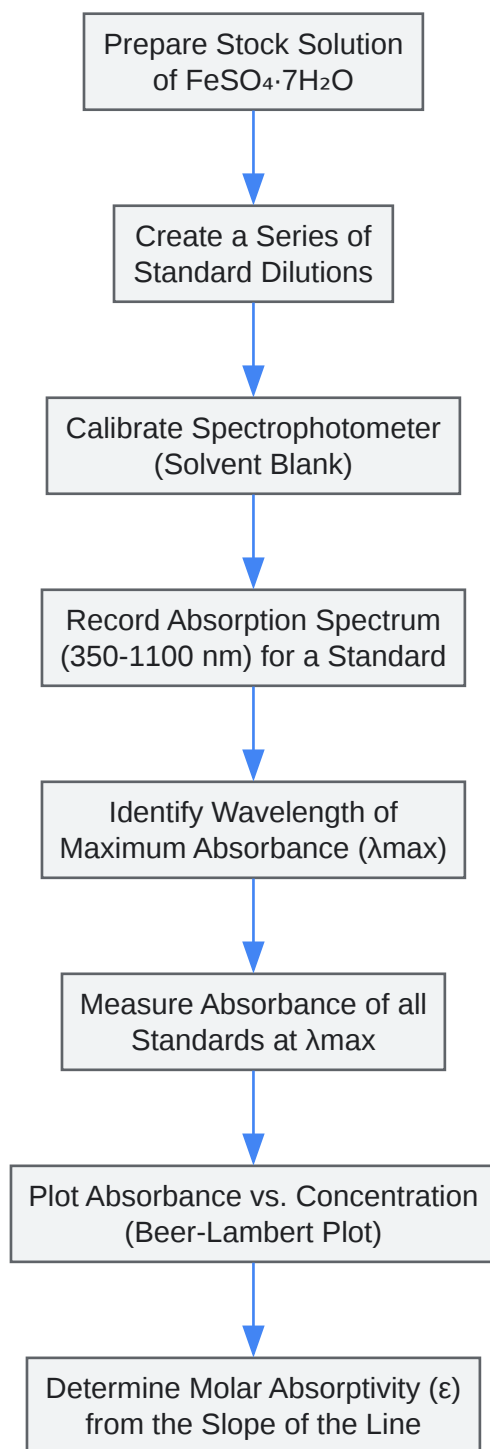 Prepare Stock Solution
of FeSO₄·7H₂O
Create a Series of
Standard Dilutions
Calibrate Spectrophotometer
(Solvent Blank)
Record Absorption Spectrum
(350-1100 nm) for a Standard
Identify Wavelength of
Maximum Absorbance (λmax)
Measure Absorbance of all
Standards at λmax
Plot Absorbance vs. Concentration
(Beer-Lambert Plot)
Determine Molar Absorptivity (ε)
from the Slope of the Line